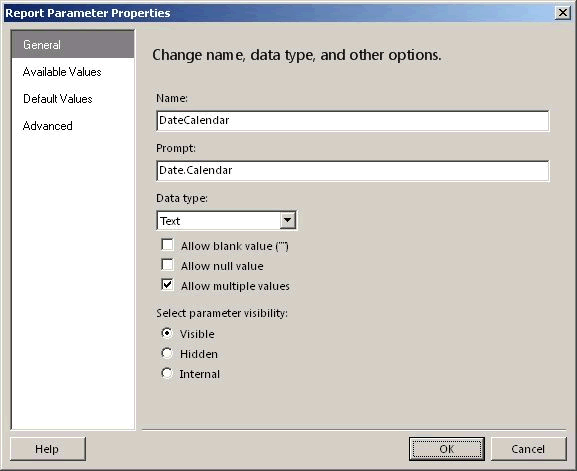 Report Parameter Properties
General
Available Values
Default Values
Advanced
Change name, data type, and other options.
Name:
DateCalendar
Prompt:
Date.Calendar
Data type:
Text
Allow blank value ("")
Allow null value
Allow multiple values
Select parameter visibility:
Visible
Hidden
Internal
Help
OK
Cancel